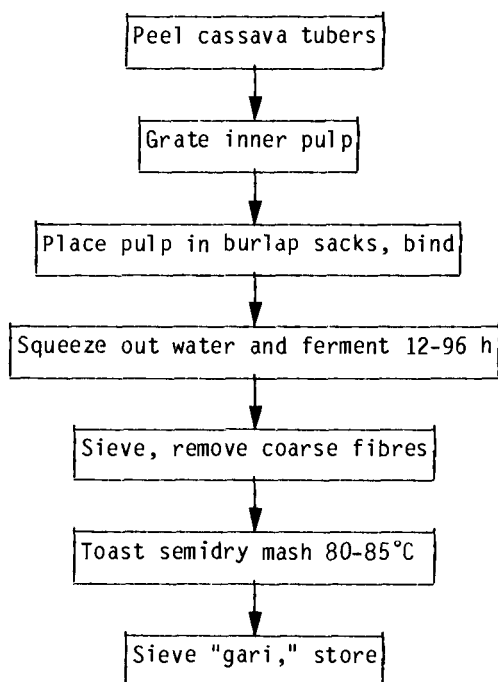 Peel cassava tubers
Grate inner pulp
Place pulp in burlap sacks, bind
Squeeze out water and ferment 12-96 h
Sieve, remove coarse fibres
Toast semidry mash 80-85°C
Sieve "gari," store